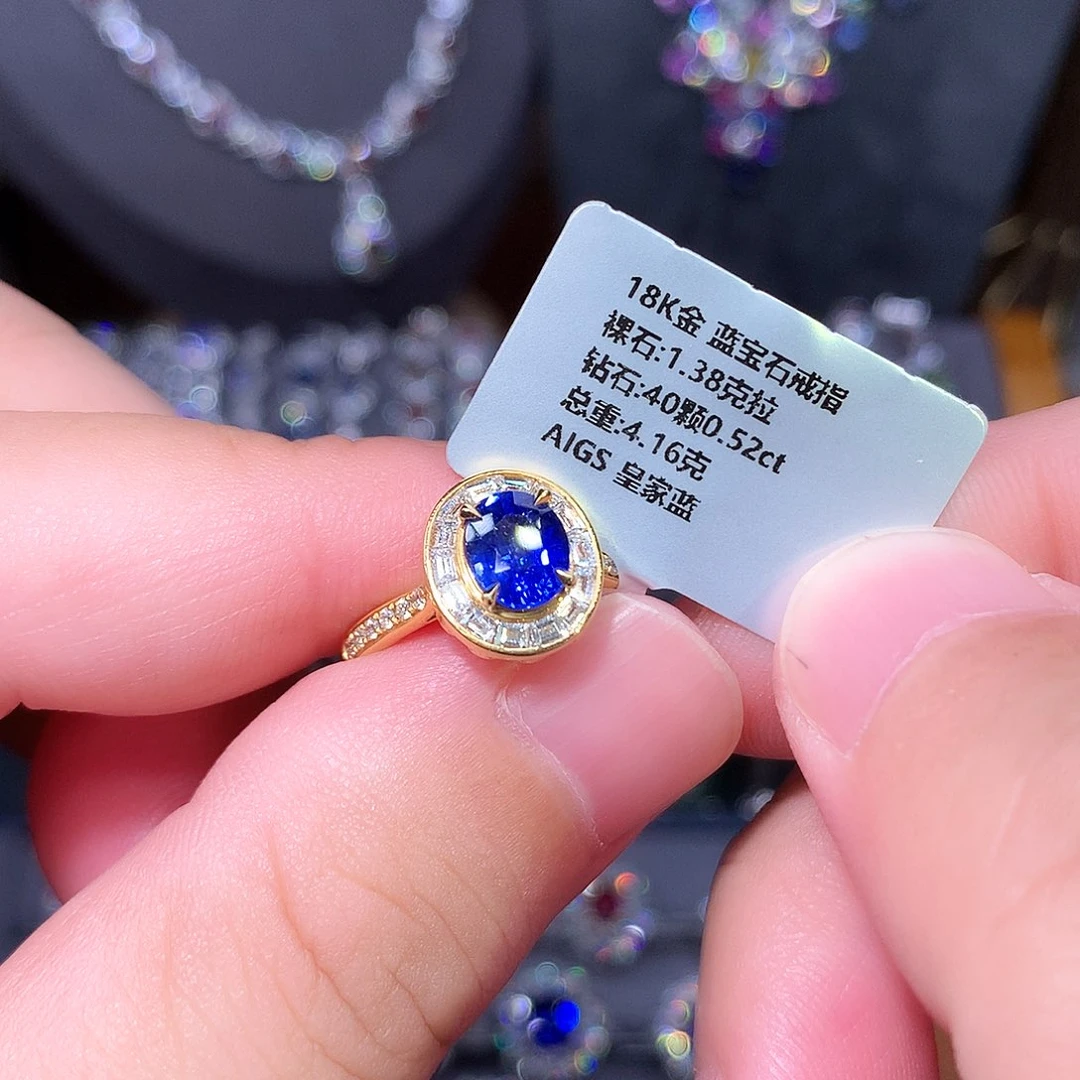 18K金 蓝宝石戒指
裸石:1.38克拉
钻石:40颗0.52ct
总重:4.16克
AIGS 皇家蓝